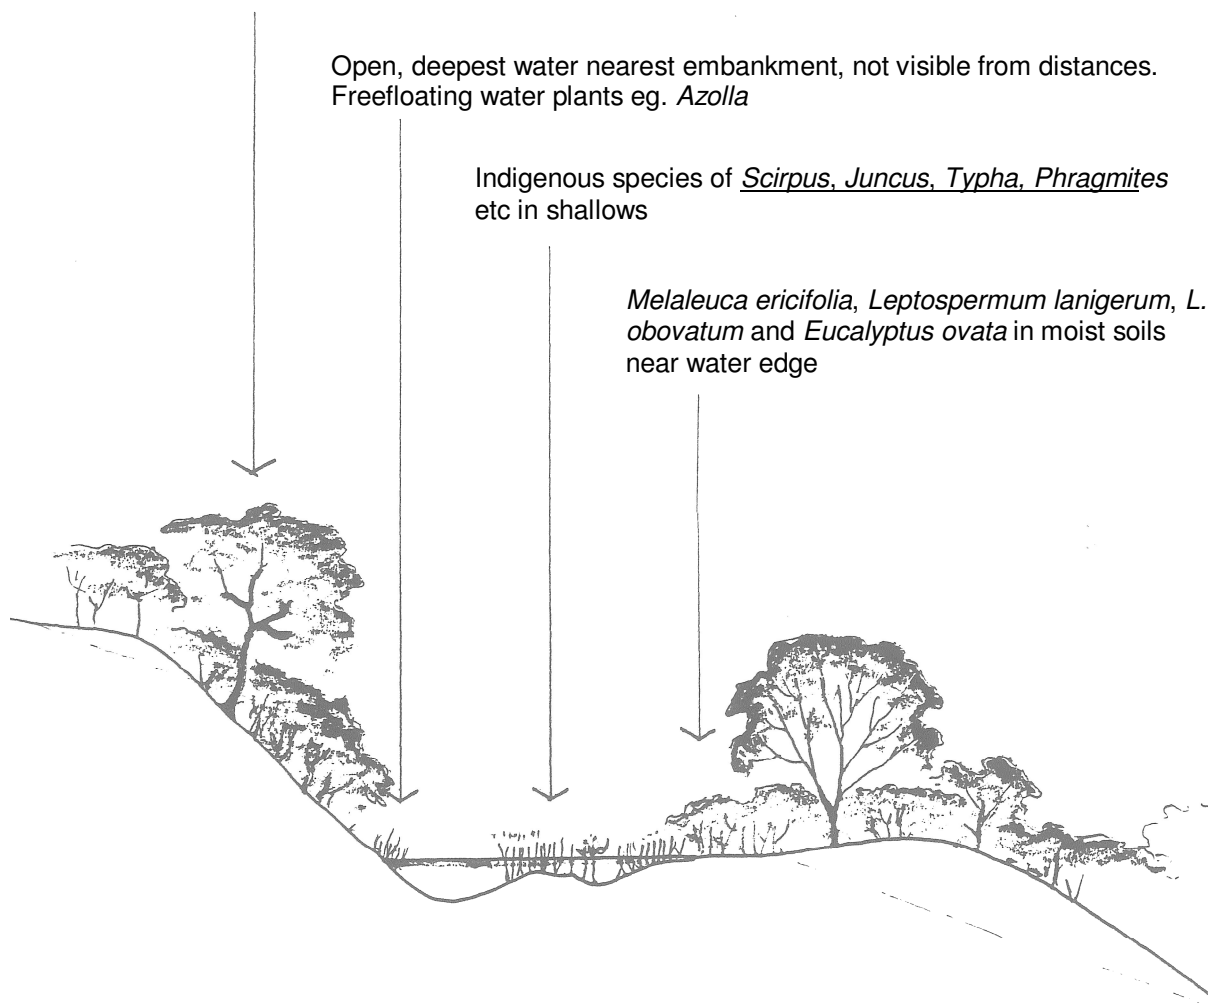 Open, deepest water nearest embankment, not visible from distances.
Freefloating water plants eg. Azolla
Indigenous species of Scirpus, Juncus, Typha, Phragmites
etc in shallows
Melaleuca ericifolia, Leptospermum lanigerum, L.
obovatum and Eucalyptus ovata in moist soils
near water edge